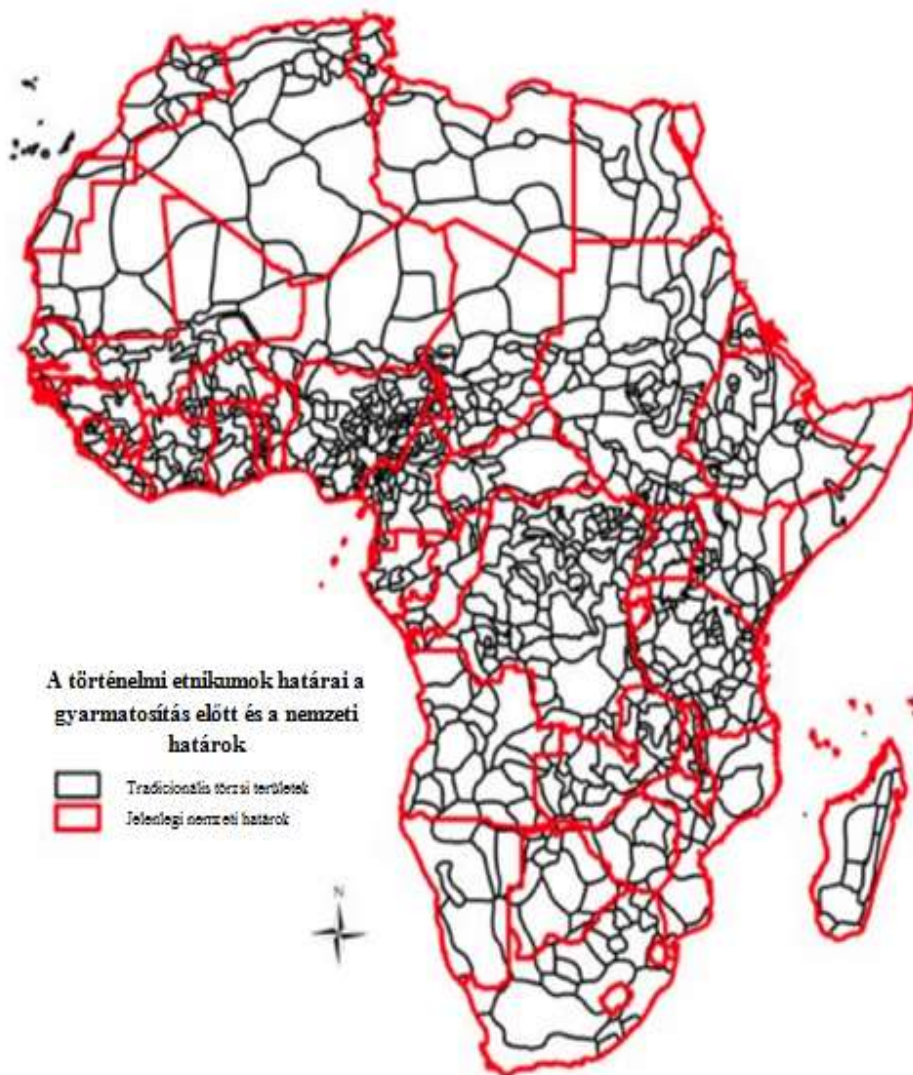 A történelmi etnikumok határai a
gyarmatosítás előtt és a nemzeti
határok
Tradicionális törzsi területek
Jelenlegi nemzeti határok
N